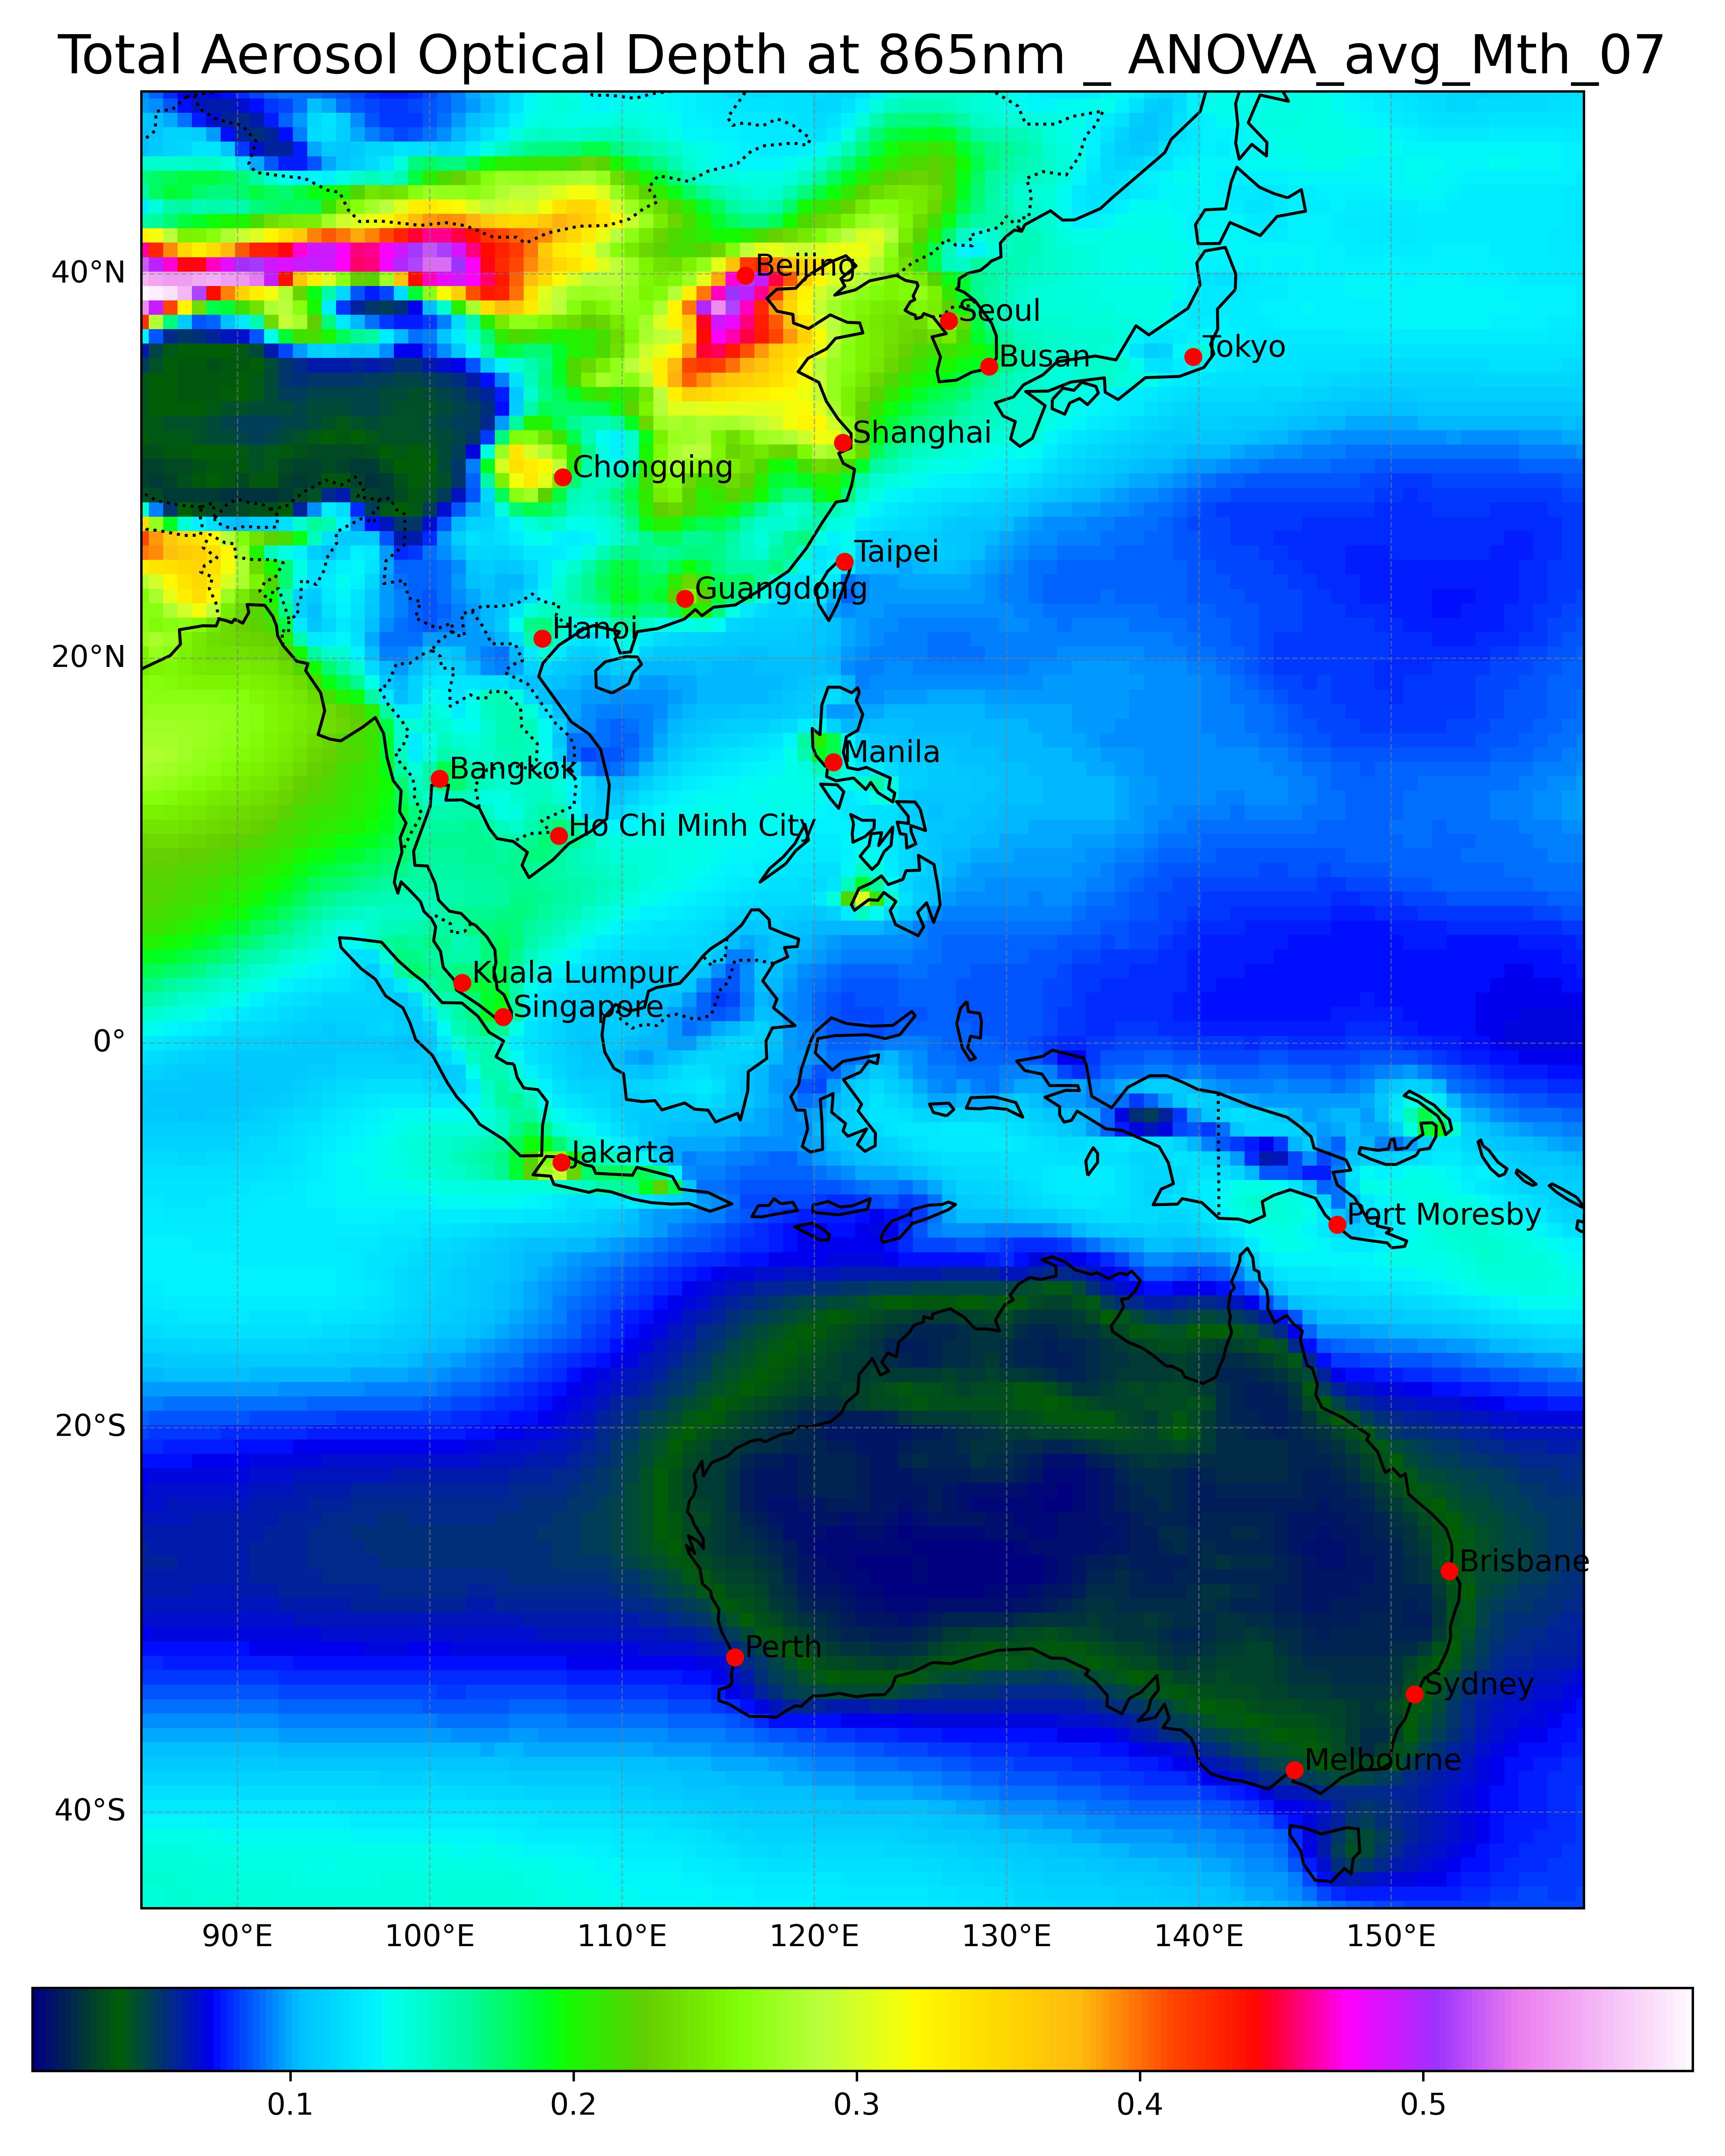 Total Aerosol Optical Depth at 865nm _ ANOVA_avg_Mth_07
Beijing
40°N
Seoul
Tokyo
Busan
Shanghai
Chongqing
Taipei
Guangdong
Hanoi
20°N
Manila
Bangkok
Ho Chi Minh City
Kuala Lumpur
Singapore
0°
Jakarta
Port Moresby
20°S
Brisbane
Perth
Sydney
Melbourne
40°S
90°E 100°E 110°E 120°E 130°E 140°E 150°E
0.1 0.2 0.3 0.4 0.5